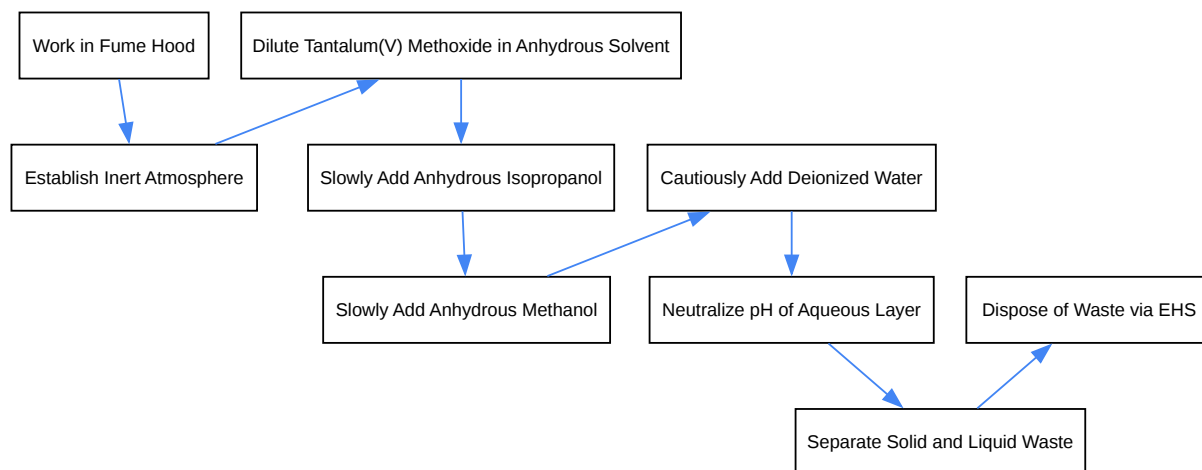 Work in Fume Hood
Dilute Tantalum(V) Methoxide in Anhydrous Solvent
Establish Inert Atmosphere
Slowly Add Anhydrous Isopropanol
Cautiously Add Deionized Water
Slowly Add Anhydrous Methanol
Neutralize pH of Aqueous Layer
Dispose of Waste via EHS
Separate Solid and Liquid Waste